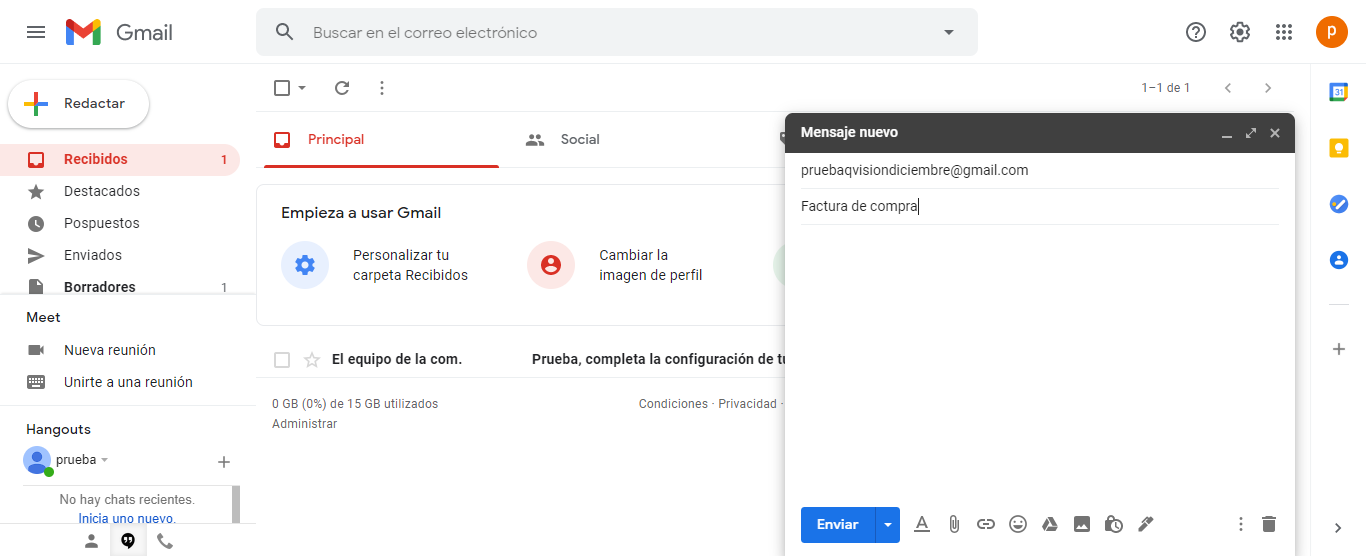 Gmail
Buscar en el correo electrónico
p
Redactar
1–1 de 1
31
Principal
Social
Recibidos 1
Destacados
Pospuestos
Enviados
Borradores 1
Empieza a usar Gmail
Personalizar tu
carpeta Recibidos
Cambiar la
imagen de perfil
Mensaje nuevo
pruebaqvisiondiciembre@gmail.com
Factura de compra
Meet
Nueva reunión
Unirte a una reunión
El equipo de la com. Prueba, completa la configuración de tu
0 GB (0%) de 15 GB utilizados
Administrar
Condiciones · Privacidad ·
Hangouts
prueba
No hay chats recientes.
Inicia uno nuevo.
Enviar